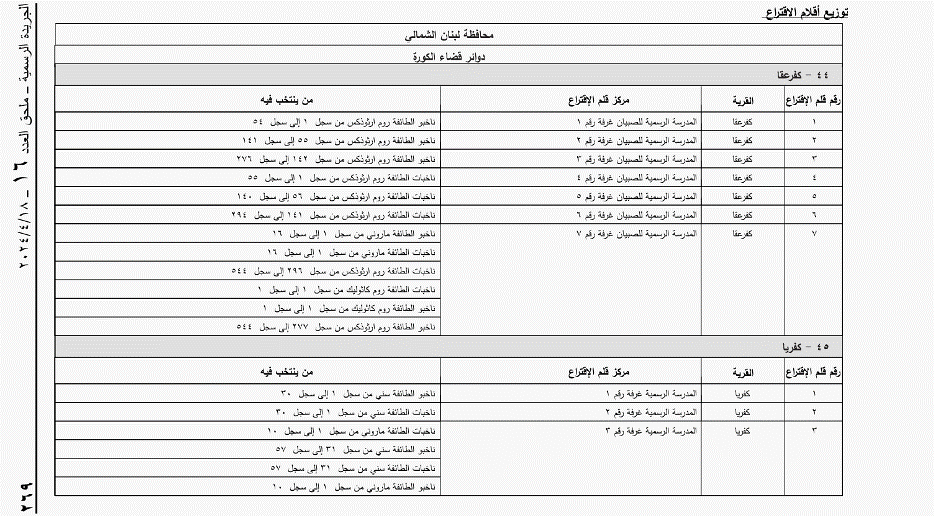 توزيع أقلام الاقتراع
محافظة لبنان الشمالي
دوائر قضاء الكورة
٤٤ - كفرعقا
رقم قلم الإقتراع القرية مركز قلم الإقتراع من ينتخب فيه
١ كفرعقا المدرسة الرسمية للصبيان غرفة رقم ١ ناخبو الطائفة روم ارثوذكس من سجل ١ إلى سجل ٥٤
٢ كفرعقا المدرسة الرسمية للصبيان غرفة رقم ٢ ناخبو الطائفة روم ارثوذكس من سجل ٥٥ إلى سجل ١٤١
٣ كفرعقا المدرسة الرسمية للصبيان غرفة رقم ٣ ناخبو الطائفة روم ارثوذكس من سجل ١٤٢ إلى سجل ٢٧٦
٤ كفرعقا المدرسة الرسمية للصبيان غرفة رقم ٤ ناخبات الطائفة روم ارثوذكس من سجل ١ إلى سجل ٥٥
٥ كفرعقا المدرسة الرسمية للصبيان غرفة رقم ٥ ناخبات الطائفة روم ارثوذكس من سجل ٥٦ إلى سجل ١٤٠
٦ كفرعقا المدرسة الرسمية للصبيان غرفة رقم ٦ ناخبات الطائفة روم ارثوذكس من سجل ١٤١ إلى سجل ٢٩٤
٧ كفرعقا المدرسة الرسمية للصبيان غرفة رقم ٧ ناخبو الطائفة ماروني من سجل ١ إلى سجل ١٦
ناخبات الطائفة ماروني من سجل ١ إلى سجل ١٦
ناخبات الطائفة روم ارثوذكس من سجل ٢٩٦ إلى سجل ٥٤٤
ناخبات الطائفة روم كاثوليك من سجل ١ إلى سجل ١
ناخبو الطائفة روم كاثوليك من سجل ١ إلى سجل ١
ناخبو الطائفة روم ارثوذكس من سجل ٢٧٧ إلى سجل ٥٤٤
٤٥ - كفريا
رقم قلم الإقتراع القرية مركز قلم الإقتراع من ينتخب فيه
١ كفريا المدرسة الرسمية غرفة رقم ١ ناخبو الطائفة سني من سجل ١ إلى سجل ٣٠
٢ كفريا المدرسة الرسمية غرفة رقم ٢ ناخبات الطائفة سني من سجل ١ إلى سجل ٣٠
٣ كفريا المدرسة الرسمية غرفة رقم ٣ ناخبات الطائفة ماروني من سجل ١ إلى سجل ١٠
ناخبو الطائفة سني من سجل ٣١ إلى سجل ٥٧
ناخبات الطائفة سني من سجل ٣١ إلى سجل ٥٧
ناخبو الطائفة ماروني من سجل ١ إلى سجل ١٠
الجريدة الرسمية – ملحق العدد ١٦ – ٢٠٢٤/٤/١٨
٢٦٩